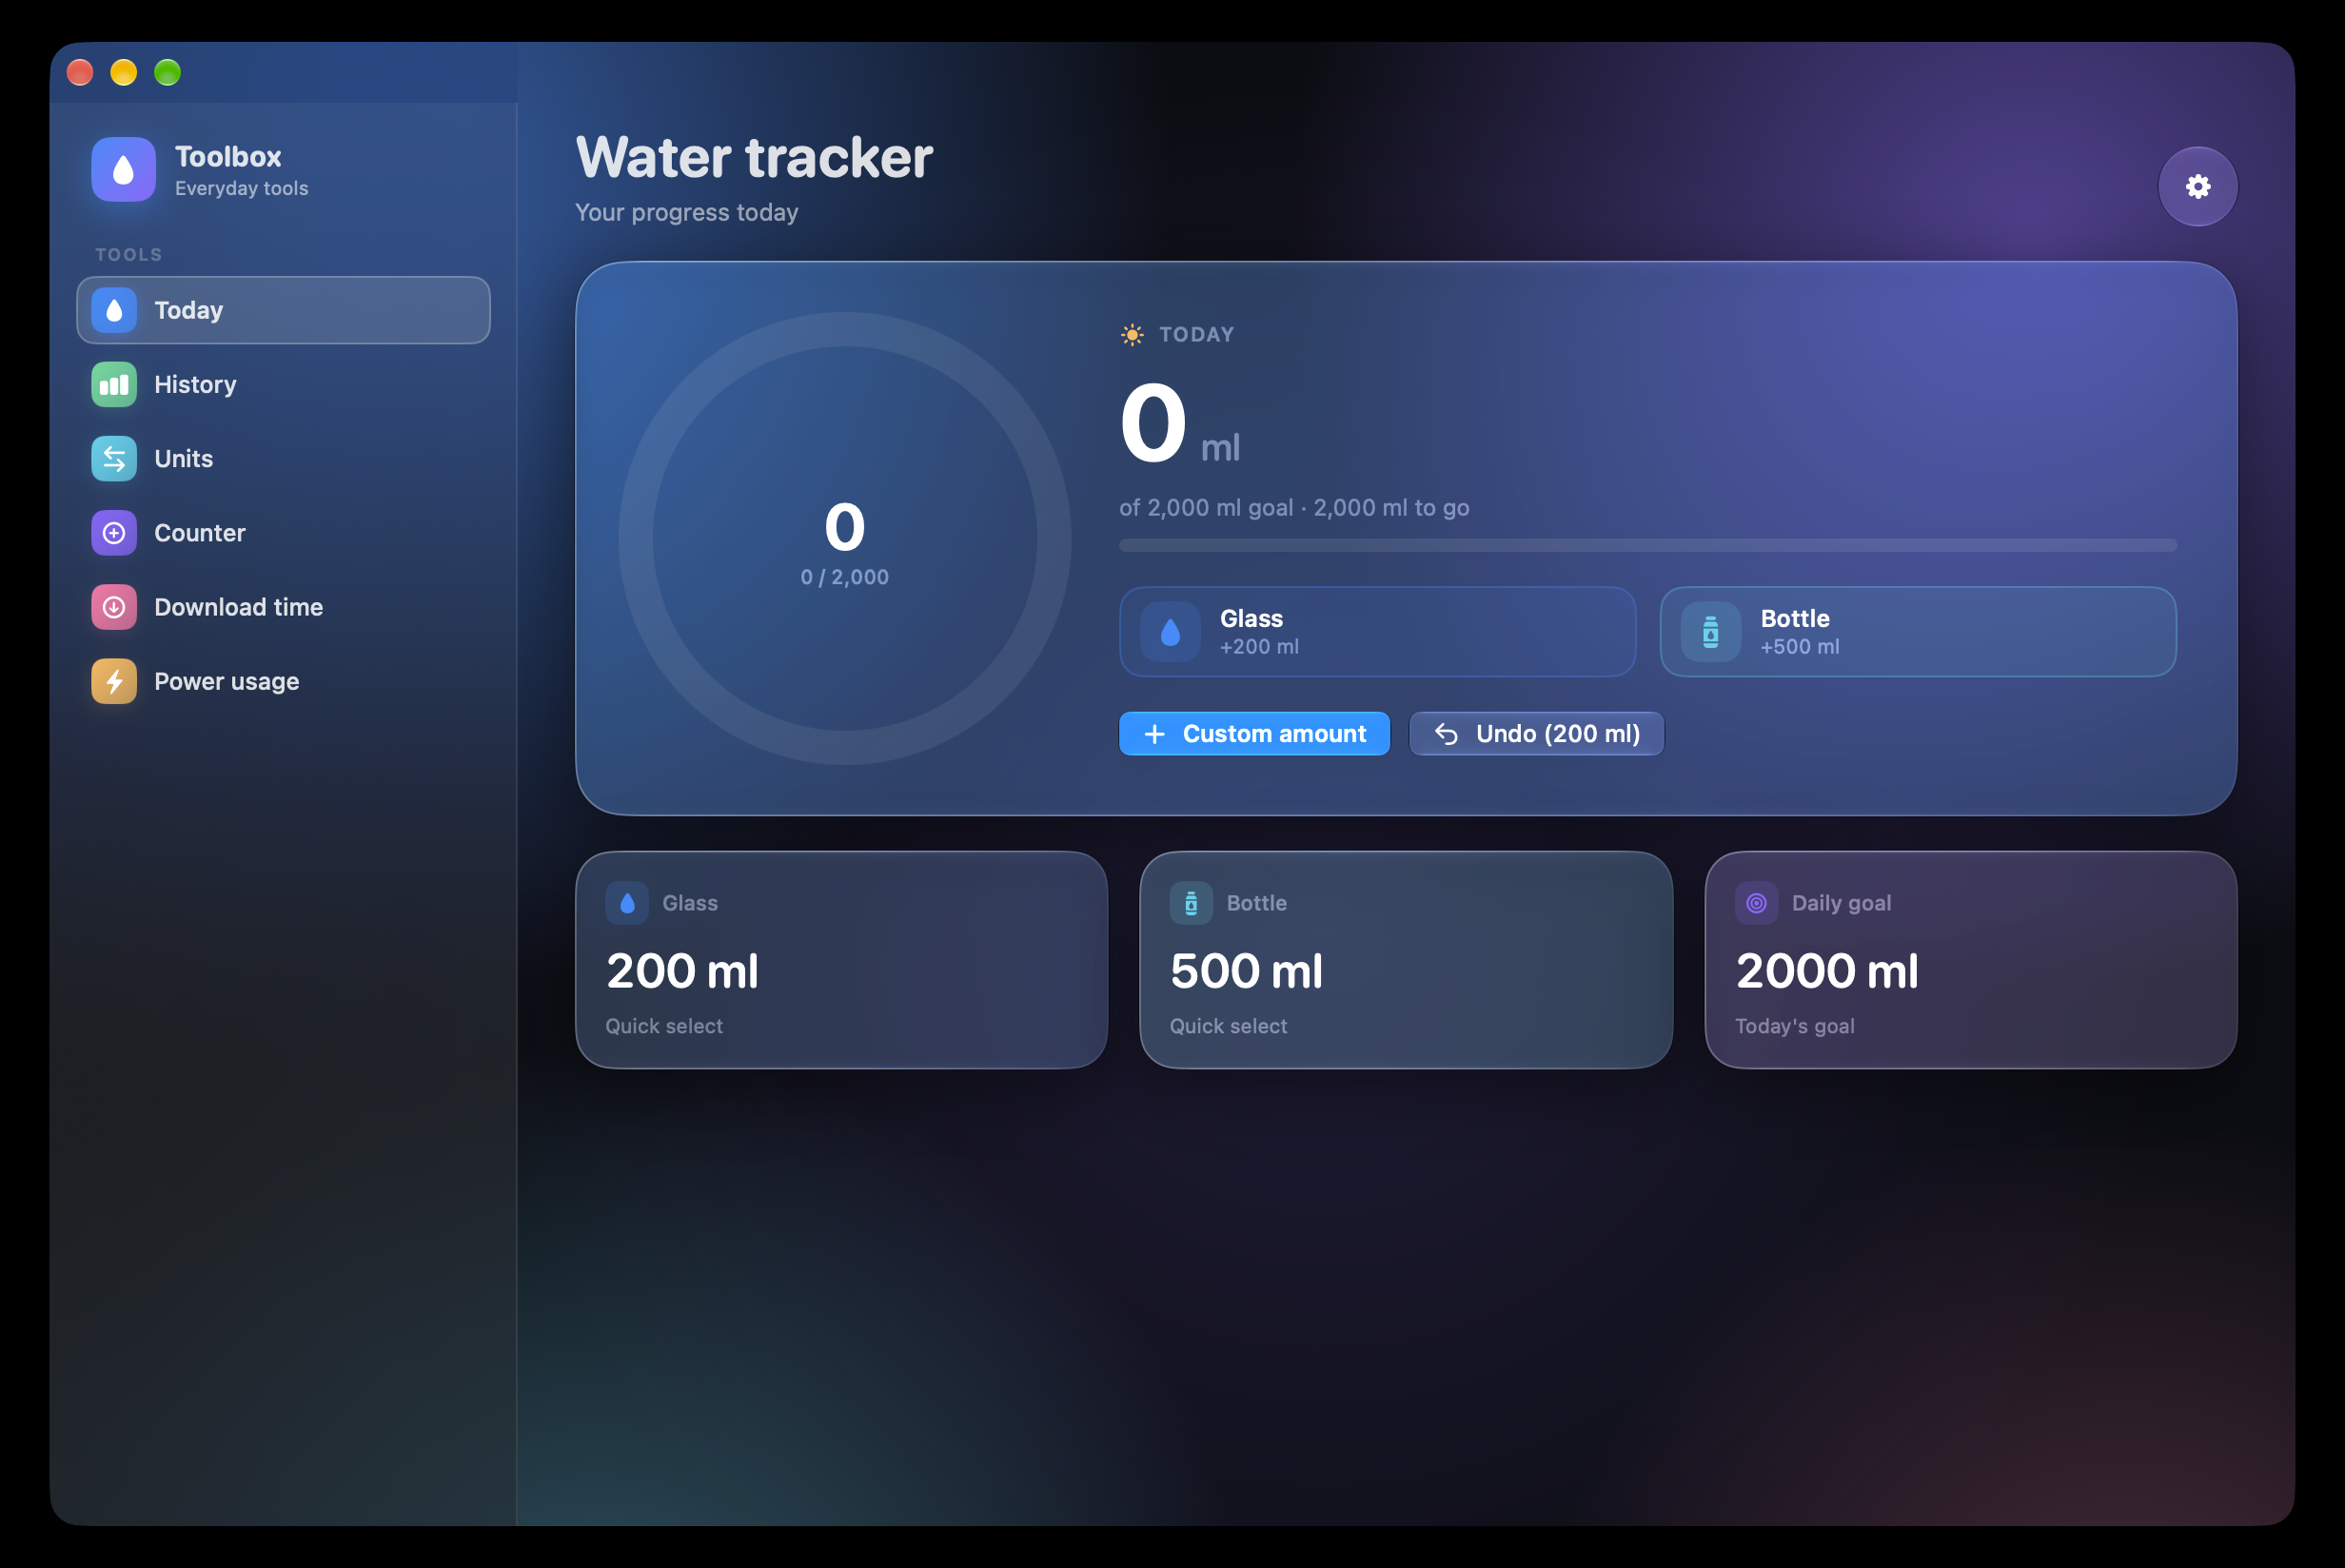 Toolbox
Everyday tools
TOOLS
Today
History
Units
Counter
Download time
Power usage
Water tracker
Your progress today
0
0 / 2,000
TODAY
0 ml
of 2,000 ml goal · 2,000 ml to go
Glass
+200 ml
Bottle
+500 ml
Custom amount
Undo (200 ml)
Glass
200 ml
Quick select
Bottle
500 ml
Quick select
Daily goal
2000 ml
Today's goal